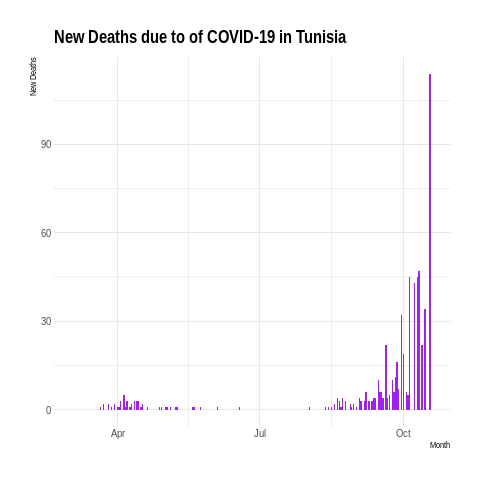 New Deaths due to of COVID-19 in Tunisia
New Deaths
90
60
30
0
Apr
Jul
Oct
Month